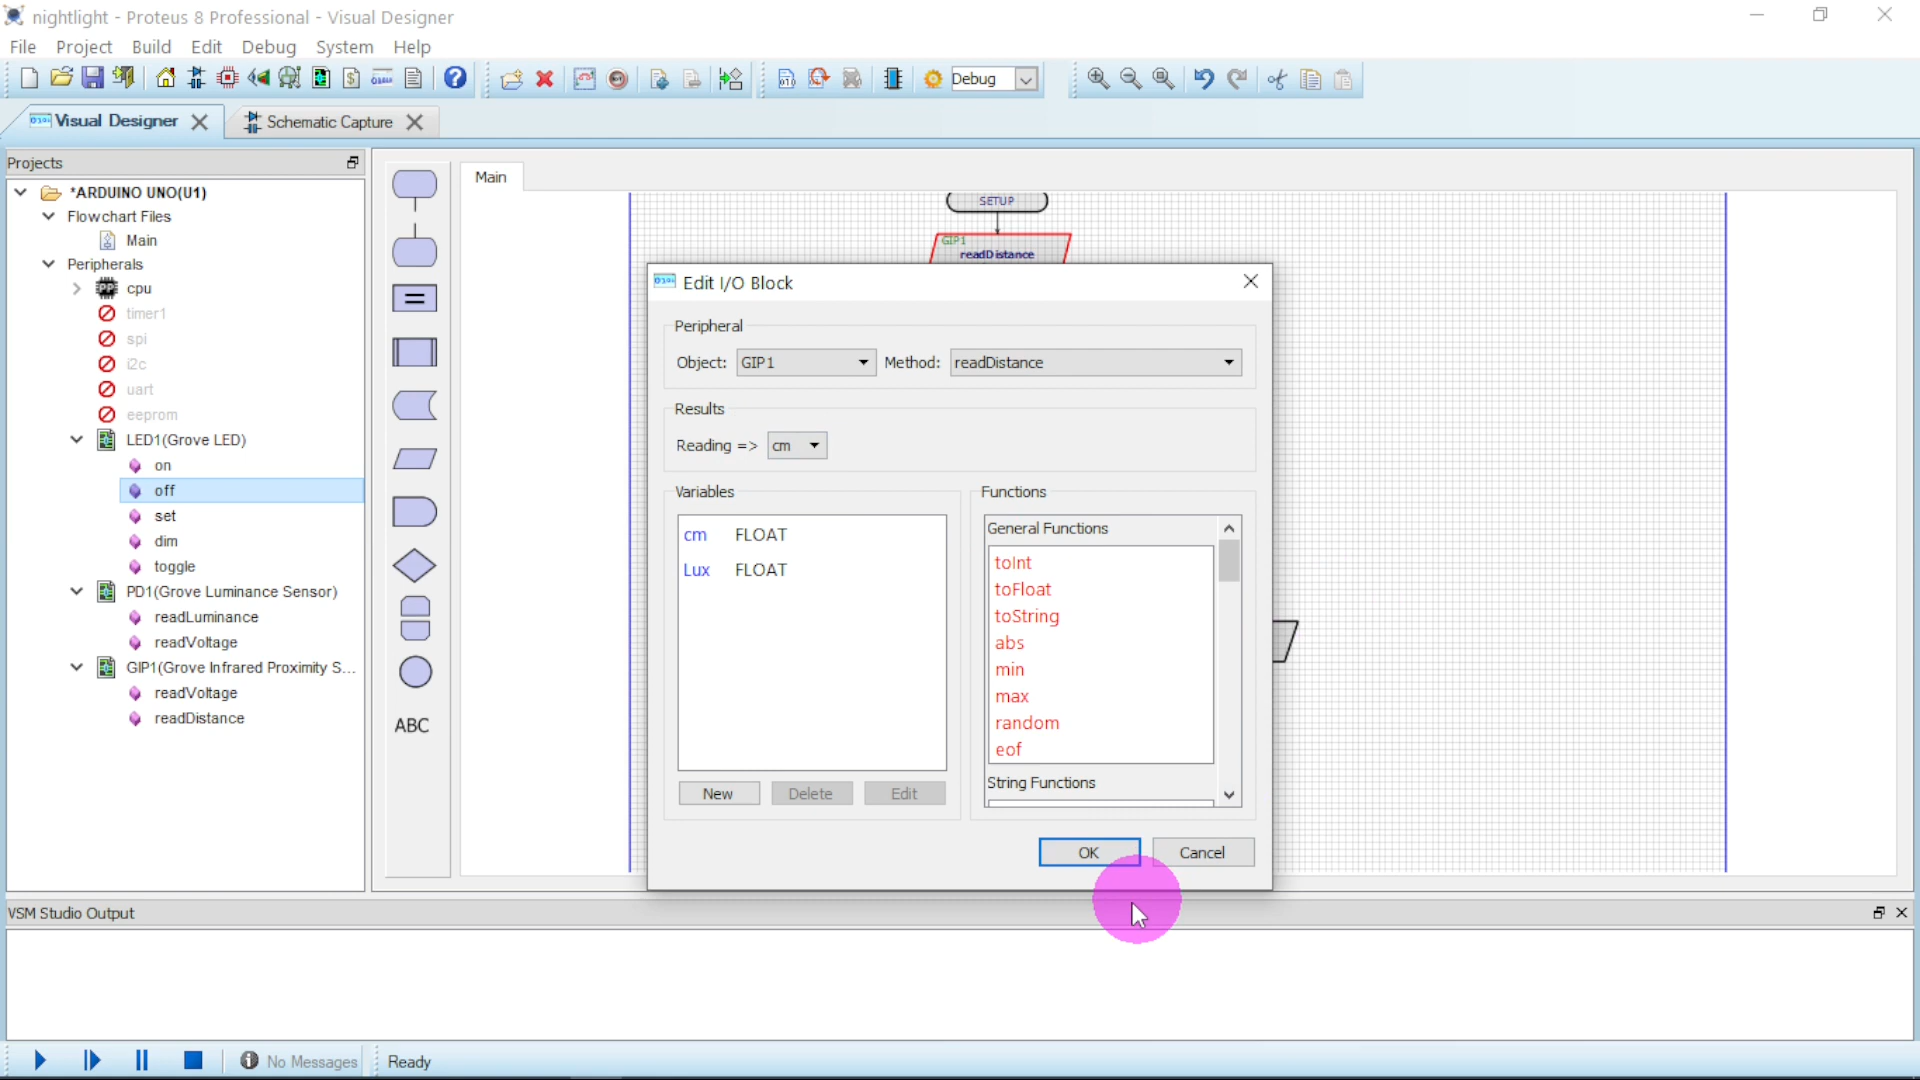 nightlight - Proteus 8 Professional - Visual Designer
File Project Build Edit Debug System Help
Debug
Visual Designer
Schematic Capture
Projects
*ARDUINO UNO(U1)
Flowchart Files
Main
Peripherals
cpu
timer1
spi
i2c
uart
eeprom
LED1(Grove LED)
on
off
set
dim
toggle
PD1(Grove Luminance Sensor)
readLuminance
readVoltage
GIP1(Grove Infrared Proximity S...
readVoltage
readDistance
ABC
Main
SETUP
GIP1
readDistance
Edit I/O Block
Peripheral
Object: GIP1 Method: readDistance
Results
Reading => cm
Variables
cm FLOAT
Lux FLOAT
New Delete Edit
Functions
General Functions
toInt
toFloat
toString
abs
min
max
random
eof
String Functions
OK Cancel
VSM Studio Output
No Messages
Ready